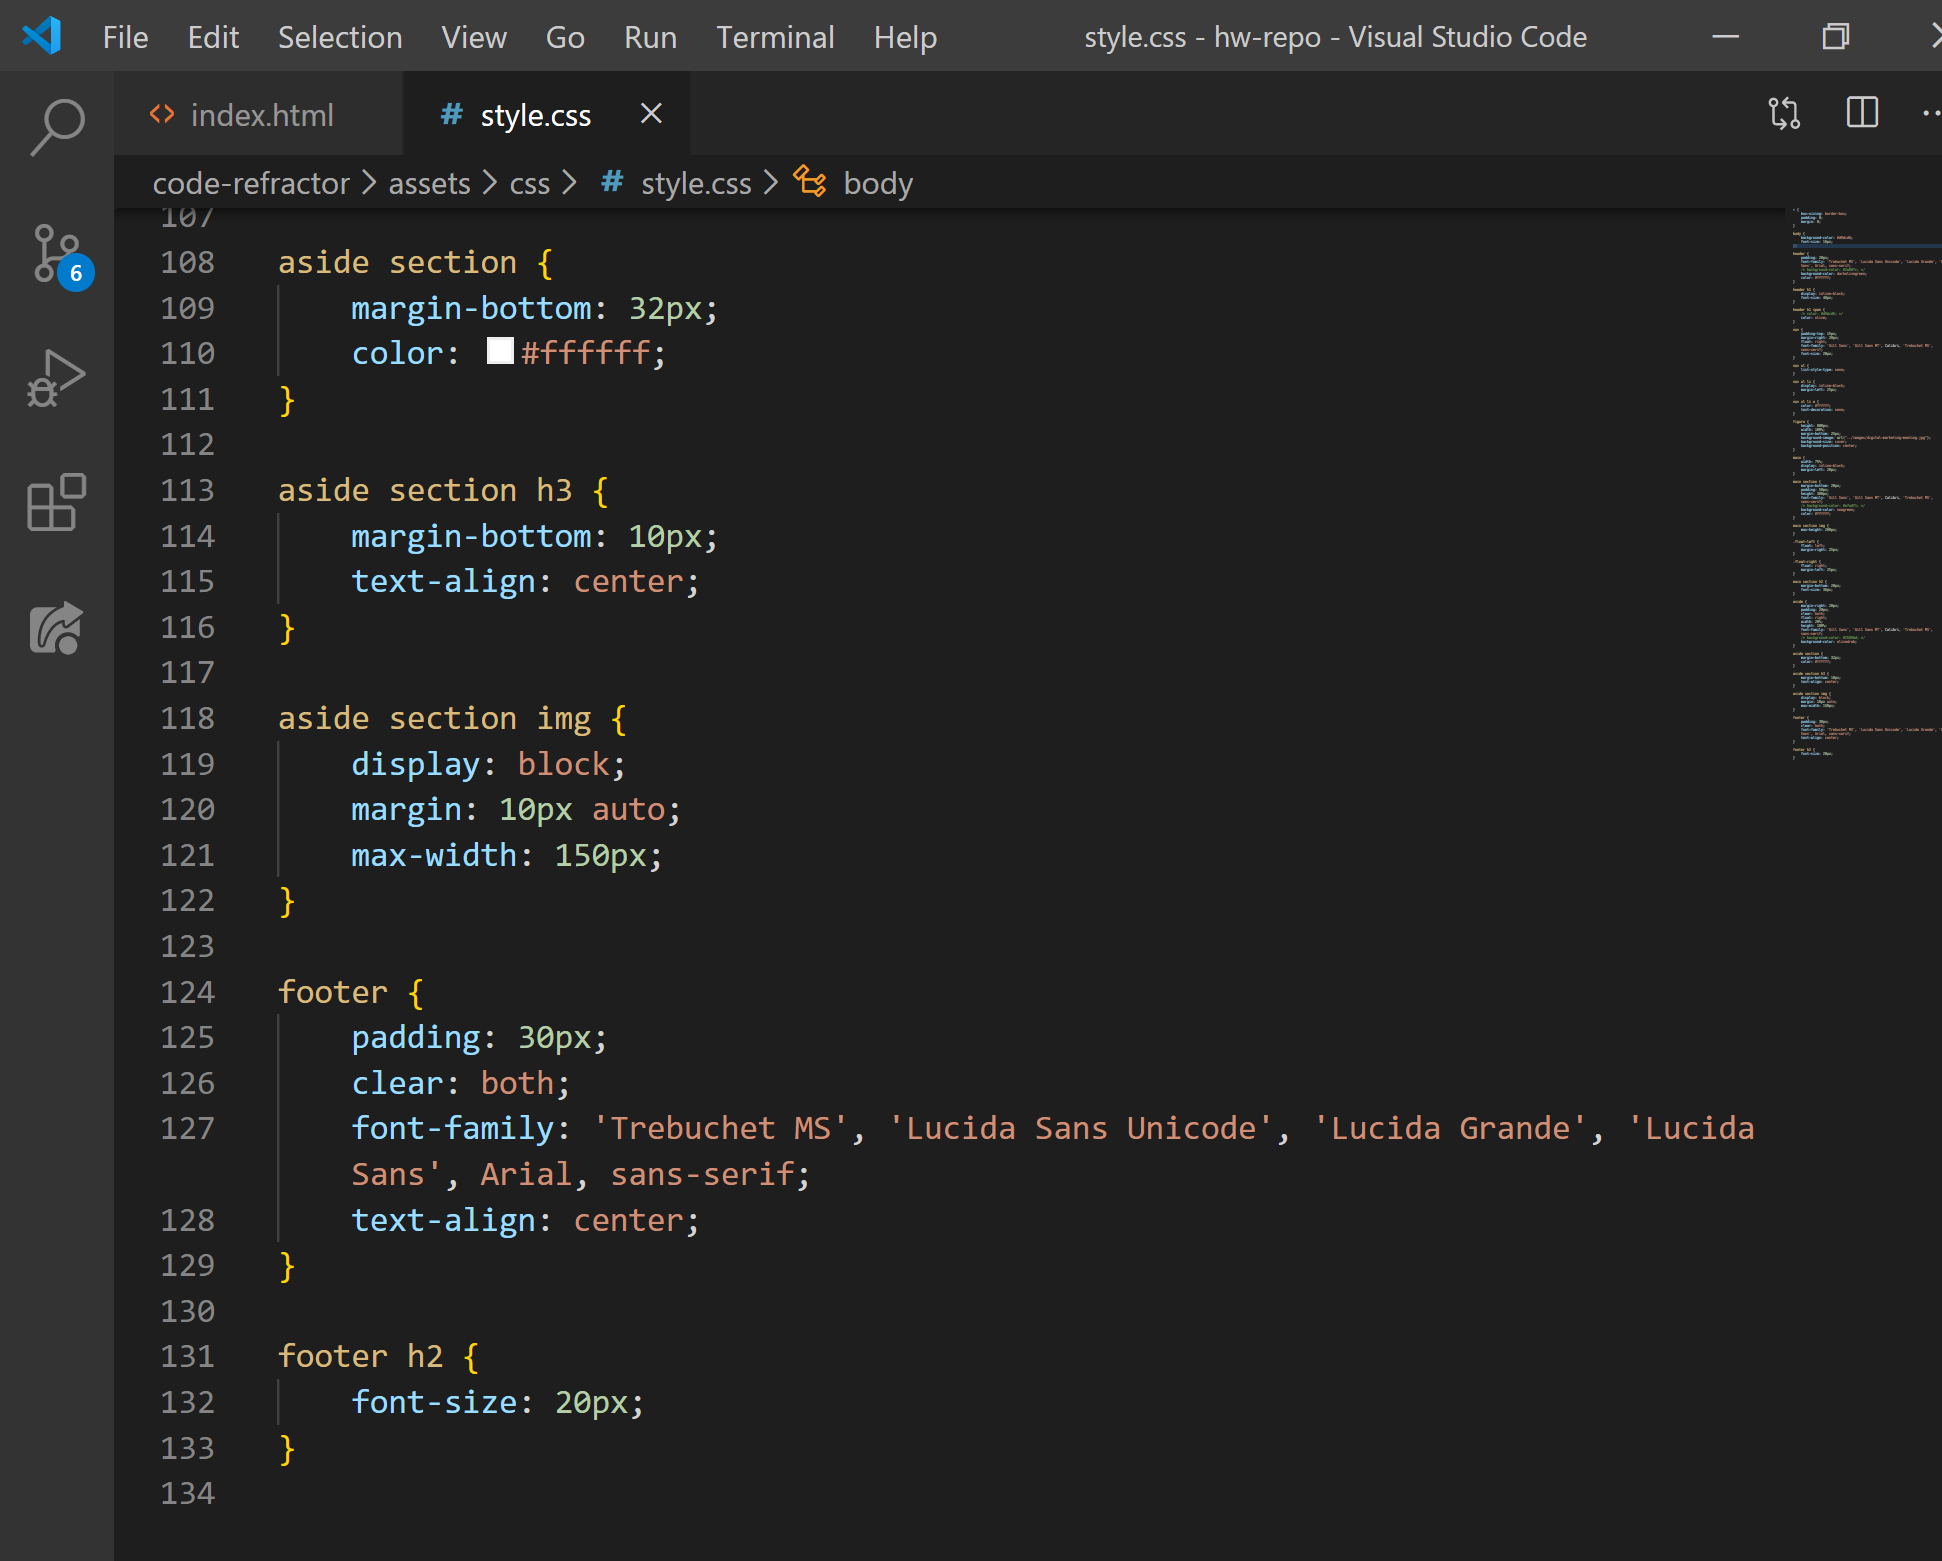 File Edit Selection View Go Run Terminal Help style.css - hw-repo - Visual Studio Code
index.html # style.css
code-refractor > assets > css > # style.css > body
6
107
108 aside section {
109 margin-bottom: 32px;
110 color: #ffffff;
111 }
112
113 aside section h3 {
114 margin-bottom: 10px;
115 text-align: center;
116 }
117
118 aside section img {
119 display: block;
120 margin: 10px auto;
121 max-width: 150px;
122 }
123
124 footer {
125 padding: 30px;
126 clear: both;
127 font-family: 'Trebuchet MS', 'Lucida Sans Unicode', 'Lucida Grande', 'Lucida
Sans', Arial, sans-serif;
128 text-align: center;
129 }
130
131 footer h2 {
132 font-size: 20px;
133 }
134